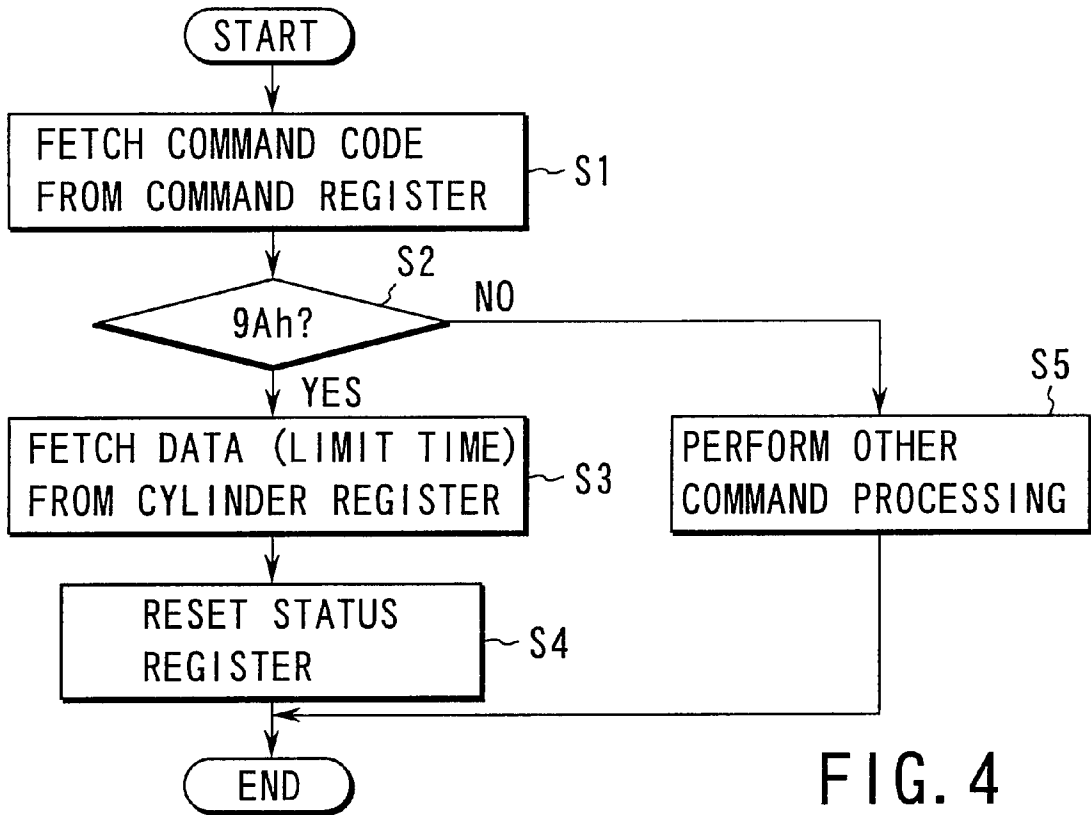 START
FETCH COMMAND CODE
FROM COMMAND REGISTER
S1
S2
9Ah?
NO
YES
S5
FETCH DATA (LIMIT TIME)
FROM CYLINDER REGISTER
S3
PERFORM OTHER
COMMAND PROCESSING
RESET STATUS
REGISTER
S4
END
FIG. 4